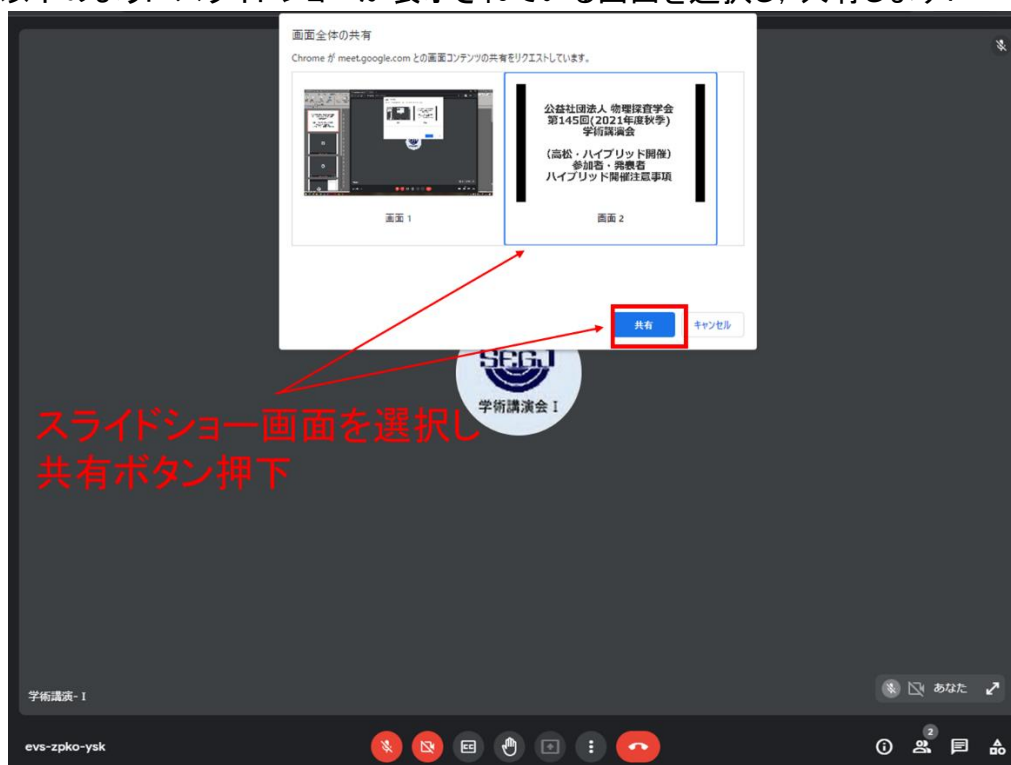 画面全体の共有
Chrome が meet.google.com との画面コンテンツの共有をリクエストしています。
公益社団法人 物理探査学会
第145回(2021年度秋季)
学術講演会
(高松・ハイブリッド開催)
参加者・発表者
ハイブリッド開催注意事項
画面 1
画面 2
共有
キャンセル
SEGJ
学術講演会 I
スライドショー画面を選択し
共有ボタン押下
学術講演- I
あなた
evs-zpko-ysk
2